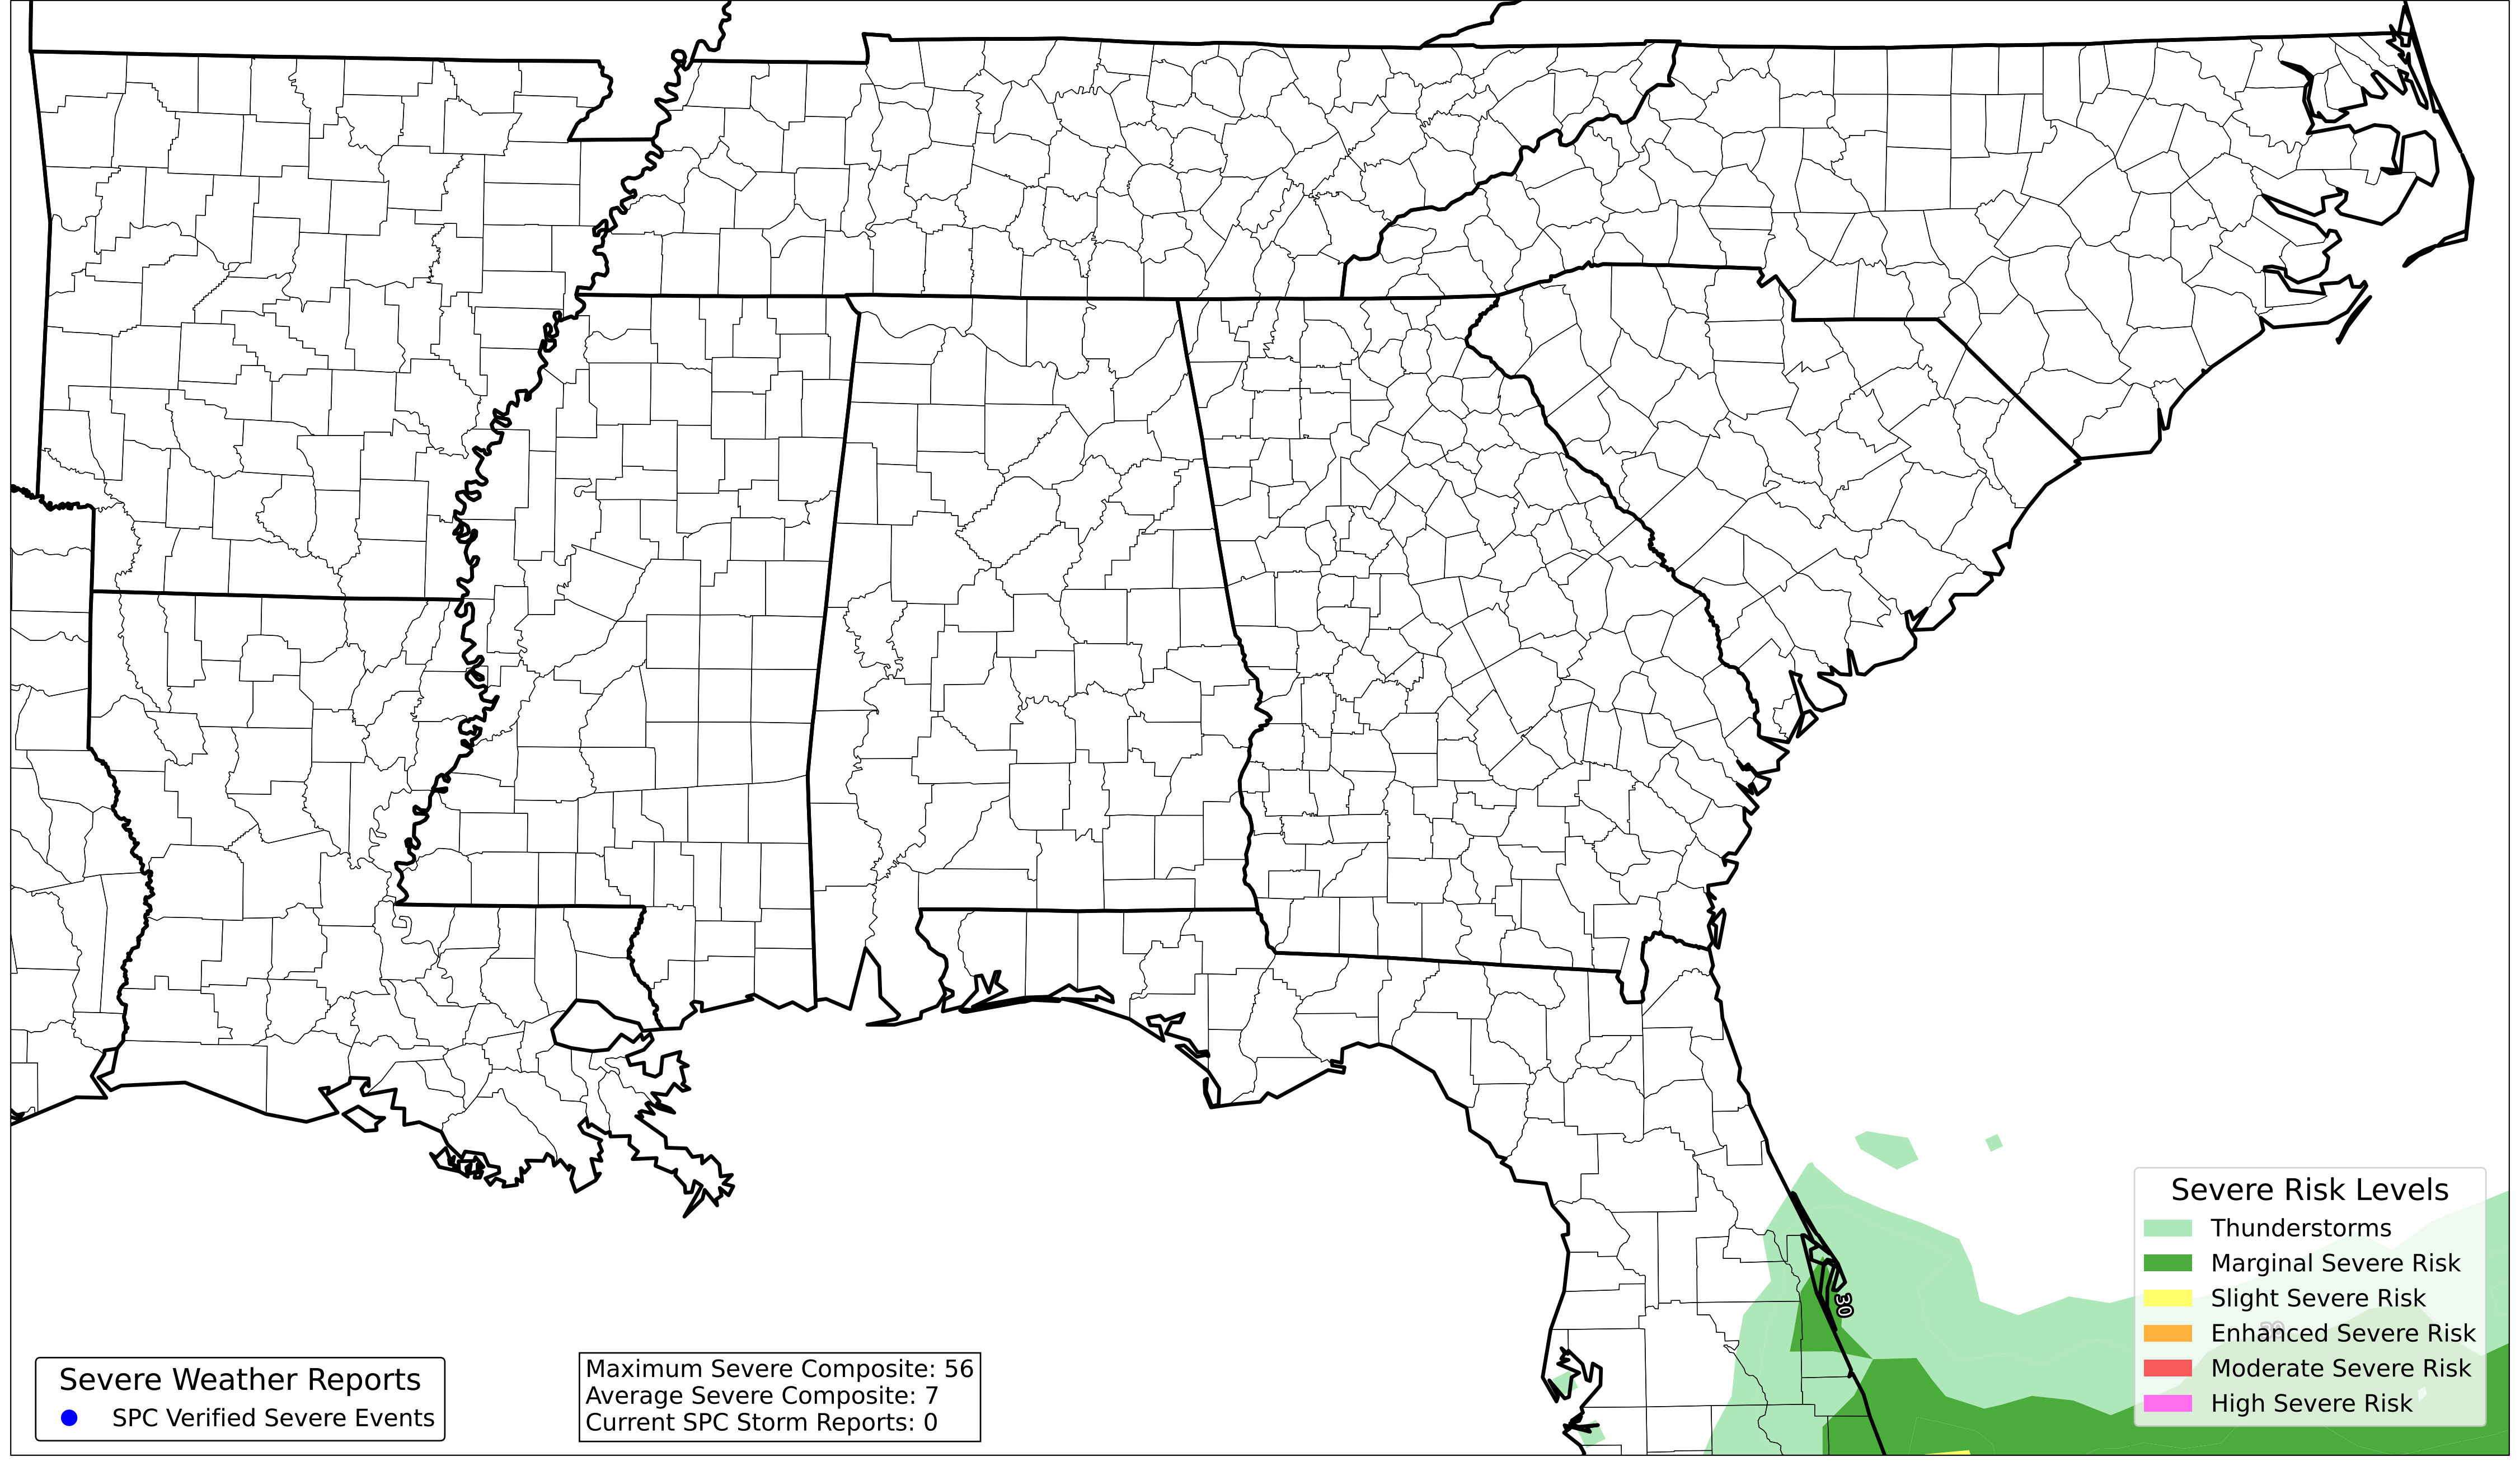 30
Severe Risk Levels
Thunderstorms
Marginal Severe Risk
Slight Severe Risk
Enhanced Severe Risk
Moderate Severe Risk
High Severe Risk
Severe Weather Reports
SPC Verified Severe Events
Maximum Severe Composite: 56
Average Severe Composite: 7
Current SPC Storm Reports: 0